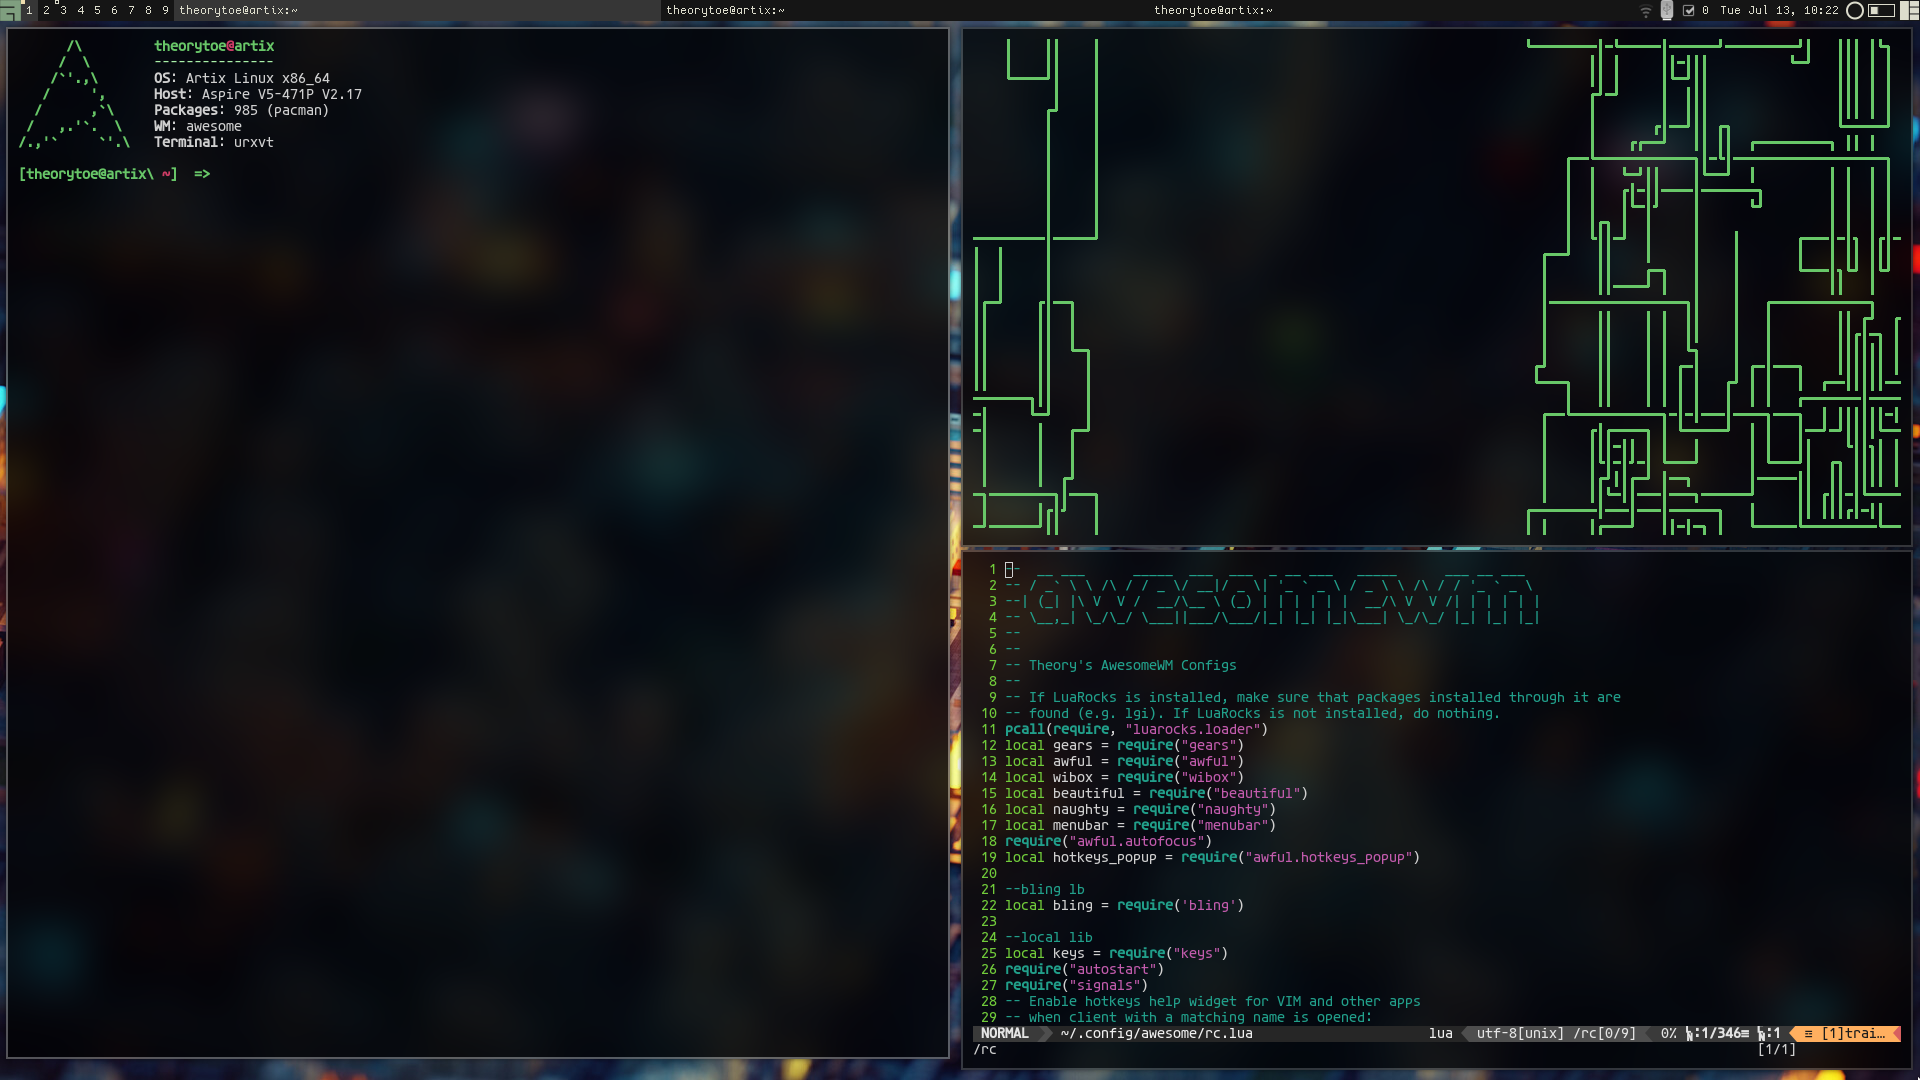 1 2 3 4 5 6 7 8 9 theorytoe@artix:~ theorytoe@artix:~ theorytoe@artix:~ 0 Tue Jul 13, 10:22
theorytoe@artix
---------------
OS: Artix Linux x86_64
Host: Aspire V5-471P V2.17
Packages: 985 (pacman)
WM: awesome
Terminal: urxvt
[theorytoe@artix\ ~] =>
1 --
2 --
3 --
4 --
5 --
6 --
7 -- Theory's AwesomeWM Configs
8 --
9 -- If LuaRocks is installed, make sure that packages installed through it are
10 -- found (e.g. lgi). If LuaRocks is not installed, do nothing.
11 pcall(require, "luarocks.loader")
12 local gears = require("gears")
13 local awful = require("awful")
14 local wibox = require("wibox")
15 local beautiful = require("beautiful")
16 local naughty = require("naughty")
17 local menubar = require("menubar")
18 require("awful.autofocus")
19 local hotkeys_popup = require("awful.hotkeys_popup")
20
21 --bling lb
22 local bling = require('bling')
23
24 --local lib
25 local keys = require("keys")
26 require("autostart")
27 require("signals")
28 -- Enable hotkeys help widget for VIM and other apps
29 -- when client with a matching name is opened:
NORMAL ~/.config/awesome/rc.lua lua utf-8[unix] /rc[0/9] 0% :1/346 :1 [1]trai…
/rc [1/1]